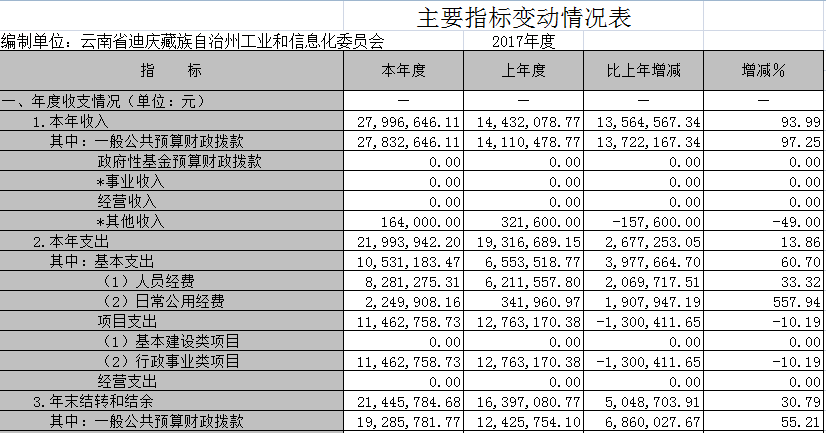 主要指标变动情况表
编制单位：云南省迪庆藏族自治州工业和信息化委员会 2017年度
指 标 本年度 上年度 比上年增减 增减%
一、年度收支情况（单位：元） — — — —
1.本年收入 27,996,646.11 14,432,078.77 13,564,567.34 93.99
其中：一般公共预算财政拨款 27,832,646.11 14,110,478.77 13,722,167.34 97.25
政府性基金预算财政拨款 0.00 0.00 0.00 0.00
*事业收入 0.00 0.00 0.00 0.00
经营收入 0.00 0.00 0.00 0.00
*其他收入 164,000.00 321,600.00 -157,600.00 -49.00
2.本年支出 21,993,942.20 19,316,689.15 2,677,253.05 13.86
其中：基本支出 10,531,183.47 6,553,518.77 3,977,664.70 60.70
（1）人员经费 8,281,275.31 6,211,557.80 2,069,717.51 33.32
（2）日常公用经费 2,249,908.16 341,960.97 1,907,947.19 557.94
项目支出 11,462,758.73 12,763,170.38 -1,300,411.65 -10.19
（1）基本建设类项目 0.00 0.00 0.00 0.00
（2）行政事业类项目 11,462,758.73 12,763,170.38 -1,300,411.65 -10.19
经营支出 0.00 0.00 0.00 0.00
3.年末结转和结余 21,445,784.68 16,397,080.77 5,048,703.91 30.79
其中：一般公共预算财政拨款 19,285,781.77 12,425,754.10 6,860,027.67 55.21